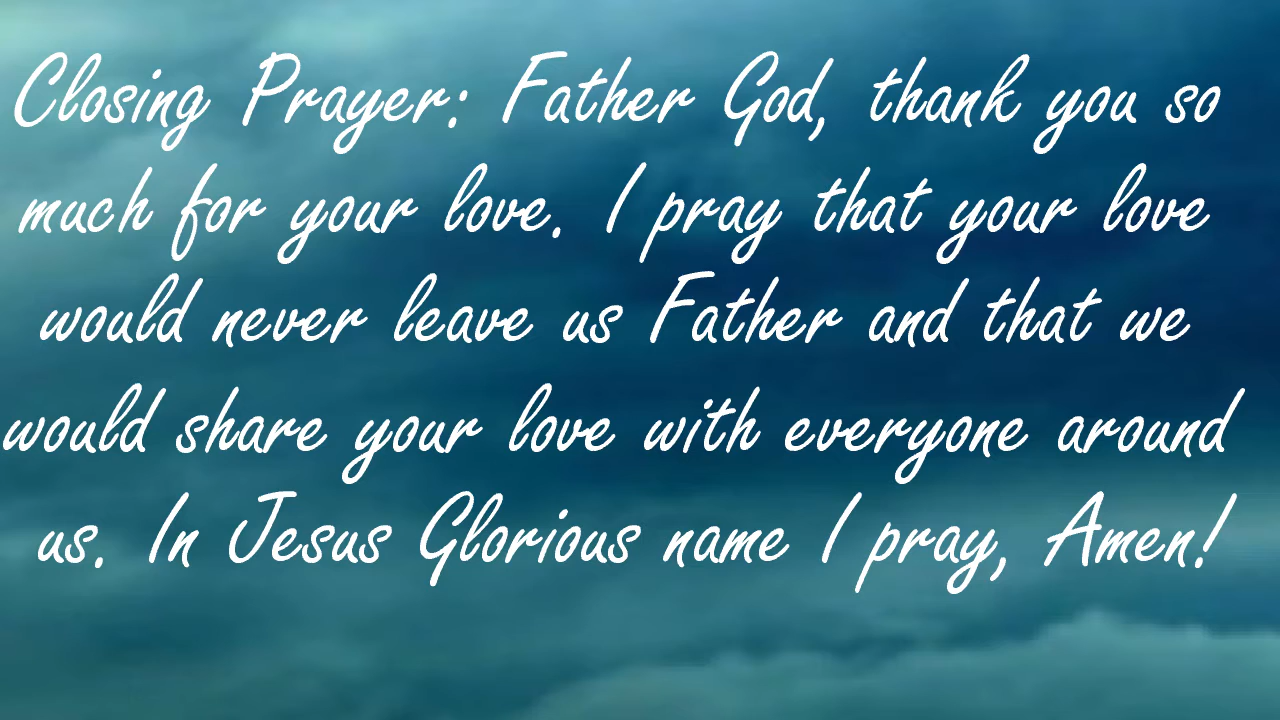 Closing Prayer: Father God, thank you so
much for your love. I pray that your love
would never leave us Father and that we
would share your love with everyone around
us. In Jesus Glorious name I pray, Amen!